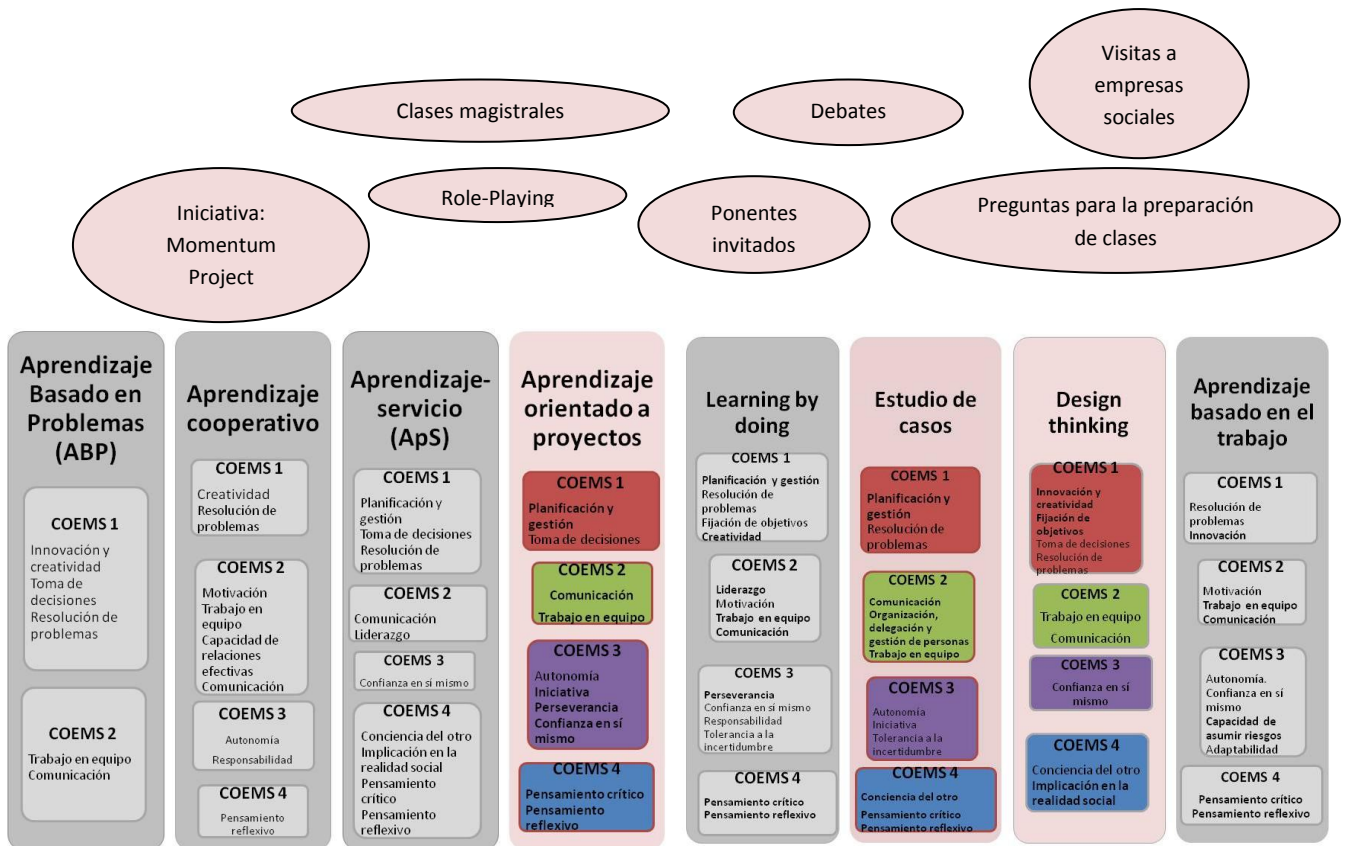 Visitas a
empresas
sociales
Clases magistrales
Debates
Role-Playing
Iniciativa:
Momentum
Project
Ponentes
invitados
Preguntas para la preparación
de clases
Aprendizaje
Basado en
Problemas
(ABP)
COEMS 1
Innovación y
creatividad
Toma de
decisiones
Resolución de
problemas
COEMS 2
Trabajo en equipo
Comunicación
Aprendizaje
cooperativo
COEMS 1
Creatividad
Resolución de
problemas
COEMS 2
Motivación
Trabajo en
equipo
Capacidad de
relaciones
efectivas
Comunicación
COEMS 3
Autonomía
Responsabilidad
COEMS 4
Pensamiento
reflexivo
Aprendizaje-
servicio
(ApS)
COEMS 1
Planificación y
gestión
Toma de decisiones
Resolución de
problemas
COEMS 2
Comunicación
Liderazgo
COEMS 3
Confianza en si mismo
COEMS 4
Conciencia del otro
Implicación en la
realidad social
Pensamiento
crítico
Pensamiento
reflexivo
Aprendizaje
orientado a
proyectos
COEMS 1
Planificación y
gestión
Toma de decisiones
COEMS 2
Comunicación
Trabajo en equipo
COEMS 3
Autonomía
Iniciativa
Perseverancia
Confianza en sí
mismo
COEMS 4
Pensamiento crítico
Pensamiento
reflexivo
Learning by
doing
COEMS 1
Planificación y gestión
Resolución de
problemas
Fijación de objetivos
Creatividad
COEMS 2
Liderazgo
Motivación
Trabajo en equipo
Comunicación
COEMS 3
Perseverancia
Confianza en sí mismo
Responsabilidad
Tolerancia a la
incertidumbre
COEMS 4
Pensamiento crítico
Pensamiento reflexivo
Estudio de
casos
COEMS 1
Planificación y
gestión
Resolución de
problemas
COEMS 2
Comunicación
Organización,
delegación y
gestión de personas
Trabajo en equipo
COEMS 3
Autonomía
Iniciativa
Tolerancia a la
incertidumbre
COEMS 4
Conciencia del otro
Pensamiento crítico
Pensamiento reflexivo
Design
thinking
COEMS 1
Innovación y
creatividad
Fijación de
objetivos
Toma de decisiones
Resolución de
problemas
COEMS 2
Trabajo en equipo
Comunicación
COEMS 3
Confianza en sí
mismo
COEMS 4
Conciencia del otro
Implicación en la
realidad social
Aprendizaje
basado en el
trabajo
COEMS 1
Resolución de
problemas
Innovación
COEMS 2
Motivación
Trabajo en equipo
Comunicación
COEMS 3
Autonomía.
Confianza en sí
mismo
Capacidad de
asumir riesgos
Adaptabilidad
COEMS 4
Pensamiento crítico
Pensamiento reflexivo